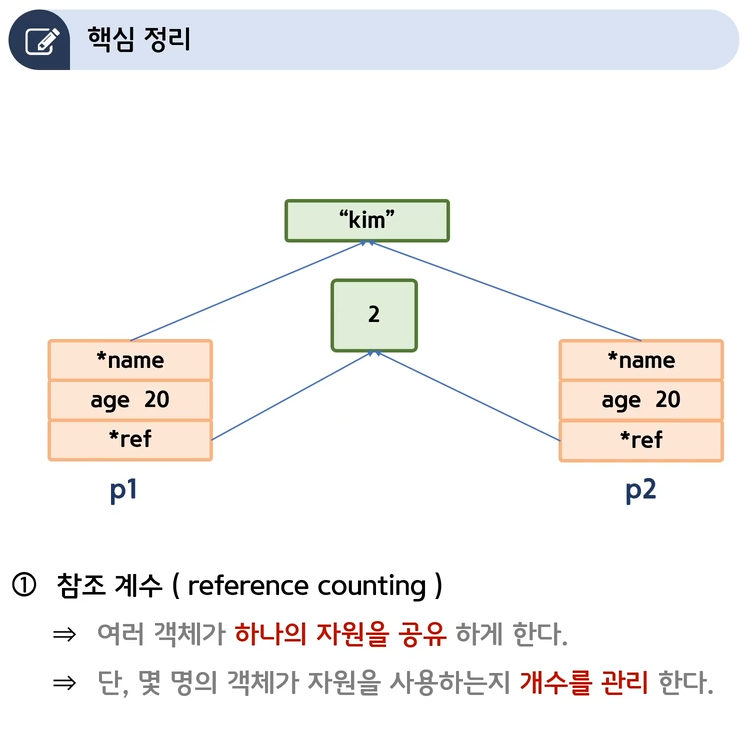 핵심 정리
“kim”
2
*name
age 20
*ref
p1
*name
age 20
*ref
p2
① 참조 계수 ( reference counting )
⇒ 여러 객체가 하나의 자원을 공유 하게 한다.
⇒ 단, 몇 명의 객체가 자원을 사용하는지 개수를 관리 한다.